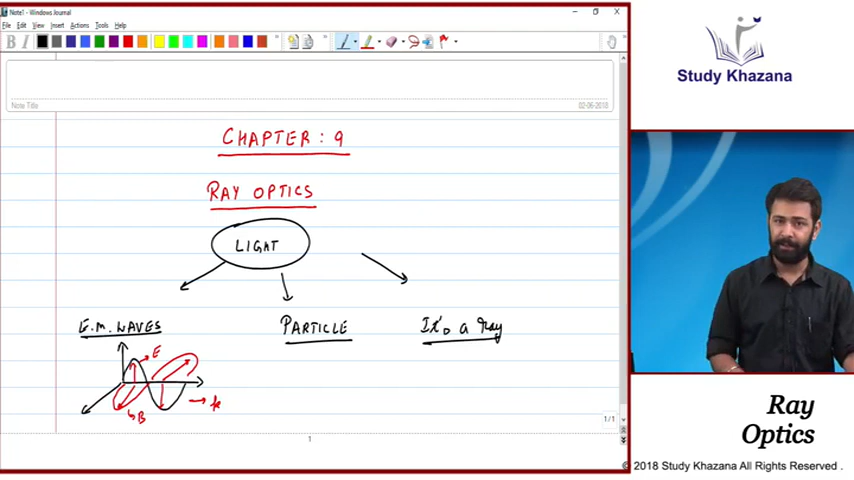 Note1 - Windows Journal
File Edit View Insert Actions Tools Help
B I
Note Title
02-06-2018
CHAPTER : 9
RAY OPTICS
LIGHT
E.M. WAVES
PARTICLE
It's a Ray
E
B
k
1/1
1
Study Khazana
Ray
Optics
© 2018 Study Khazana All Rights Reserved .